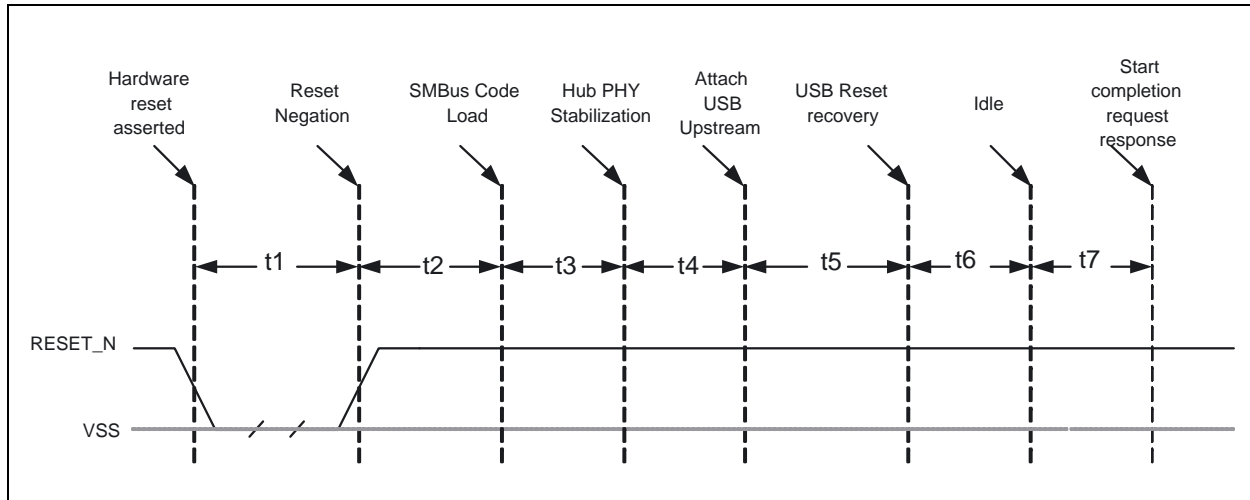 Hardware
reset
asserted
Reset
Negation
SMBus Code
Load
Hub PHY
Stabilization
Attach
USB
Upstream
USB Reset
recovery
Idle
Start
completion
request
response
t1
t2
t3
t4
t5
t6
t7
RESET_N
VSS